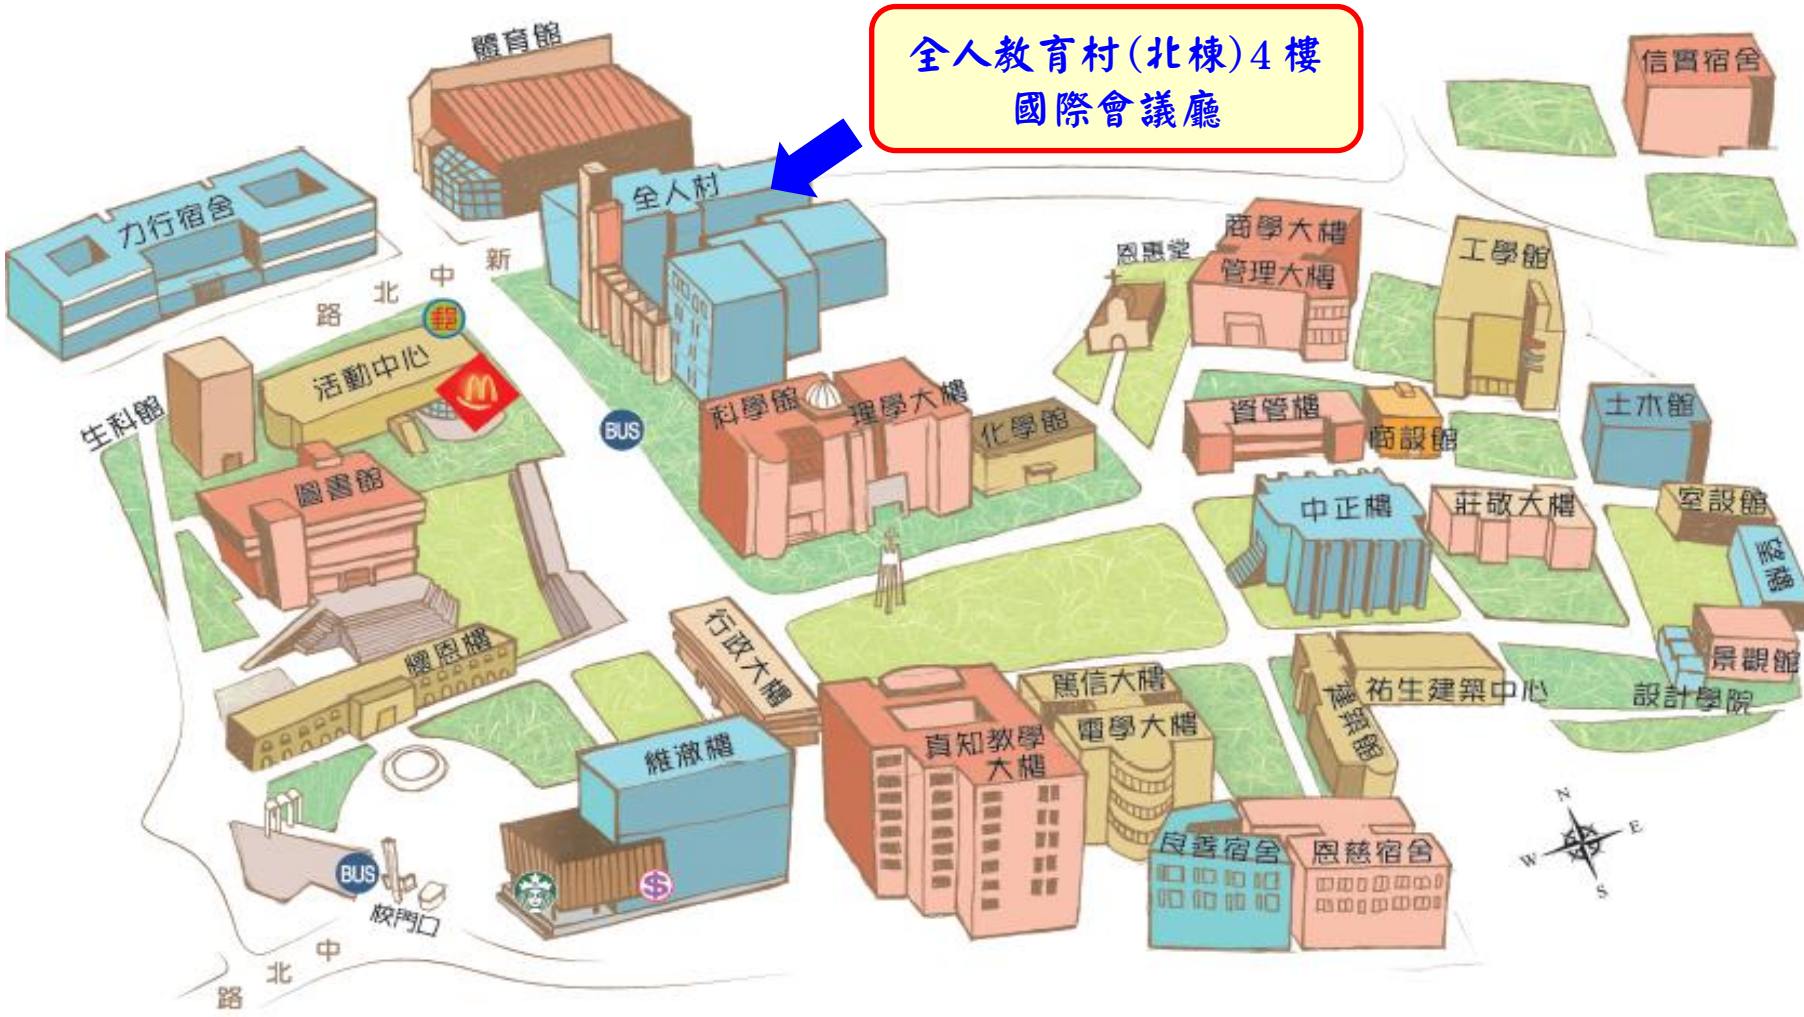 全人教育村(北棟)4 樓
國際會議廳
體育館
信實宿舍
全人村
力行宿舍
商學大樓
管理大樓
工學館
恩惠堂
新中北路
郵
活動中心
生科館
BUS
科學館
理學大樓
化學館
資管樓
商設館
土木館
圖書館
中正樓
莊敬大樓
室設館
望樓
行政大樓
懷恩樓
景觀館
設計學院
篤信大樓
電學大樓
祐生建築中心
建築館
維澈樓
真知教學
大樓
良善宿舍
恩慈宿舍
N
E
W
S
BUS
$
校門口
中北路